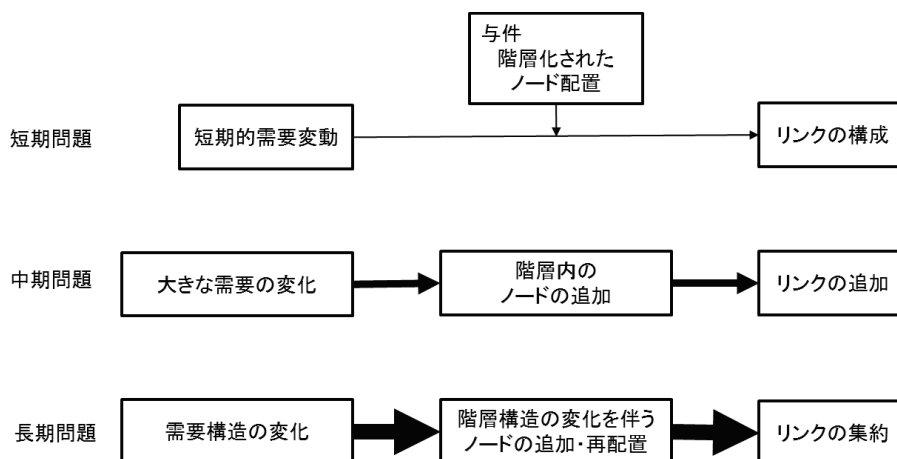 与件
階層化された
ノード配置
短期問題
短期的需要変動
リンクの構成
中期問題
大きな需要の変化
階層内の
ノードの追加
リンクの追加
長期問題
需要構造の変化
階層構造の変化を伴う
ノードの追加・再配置
リンクの集約